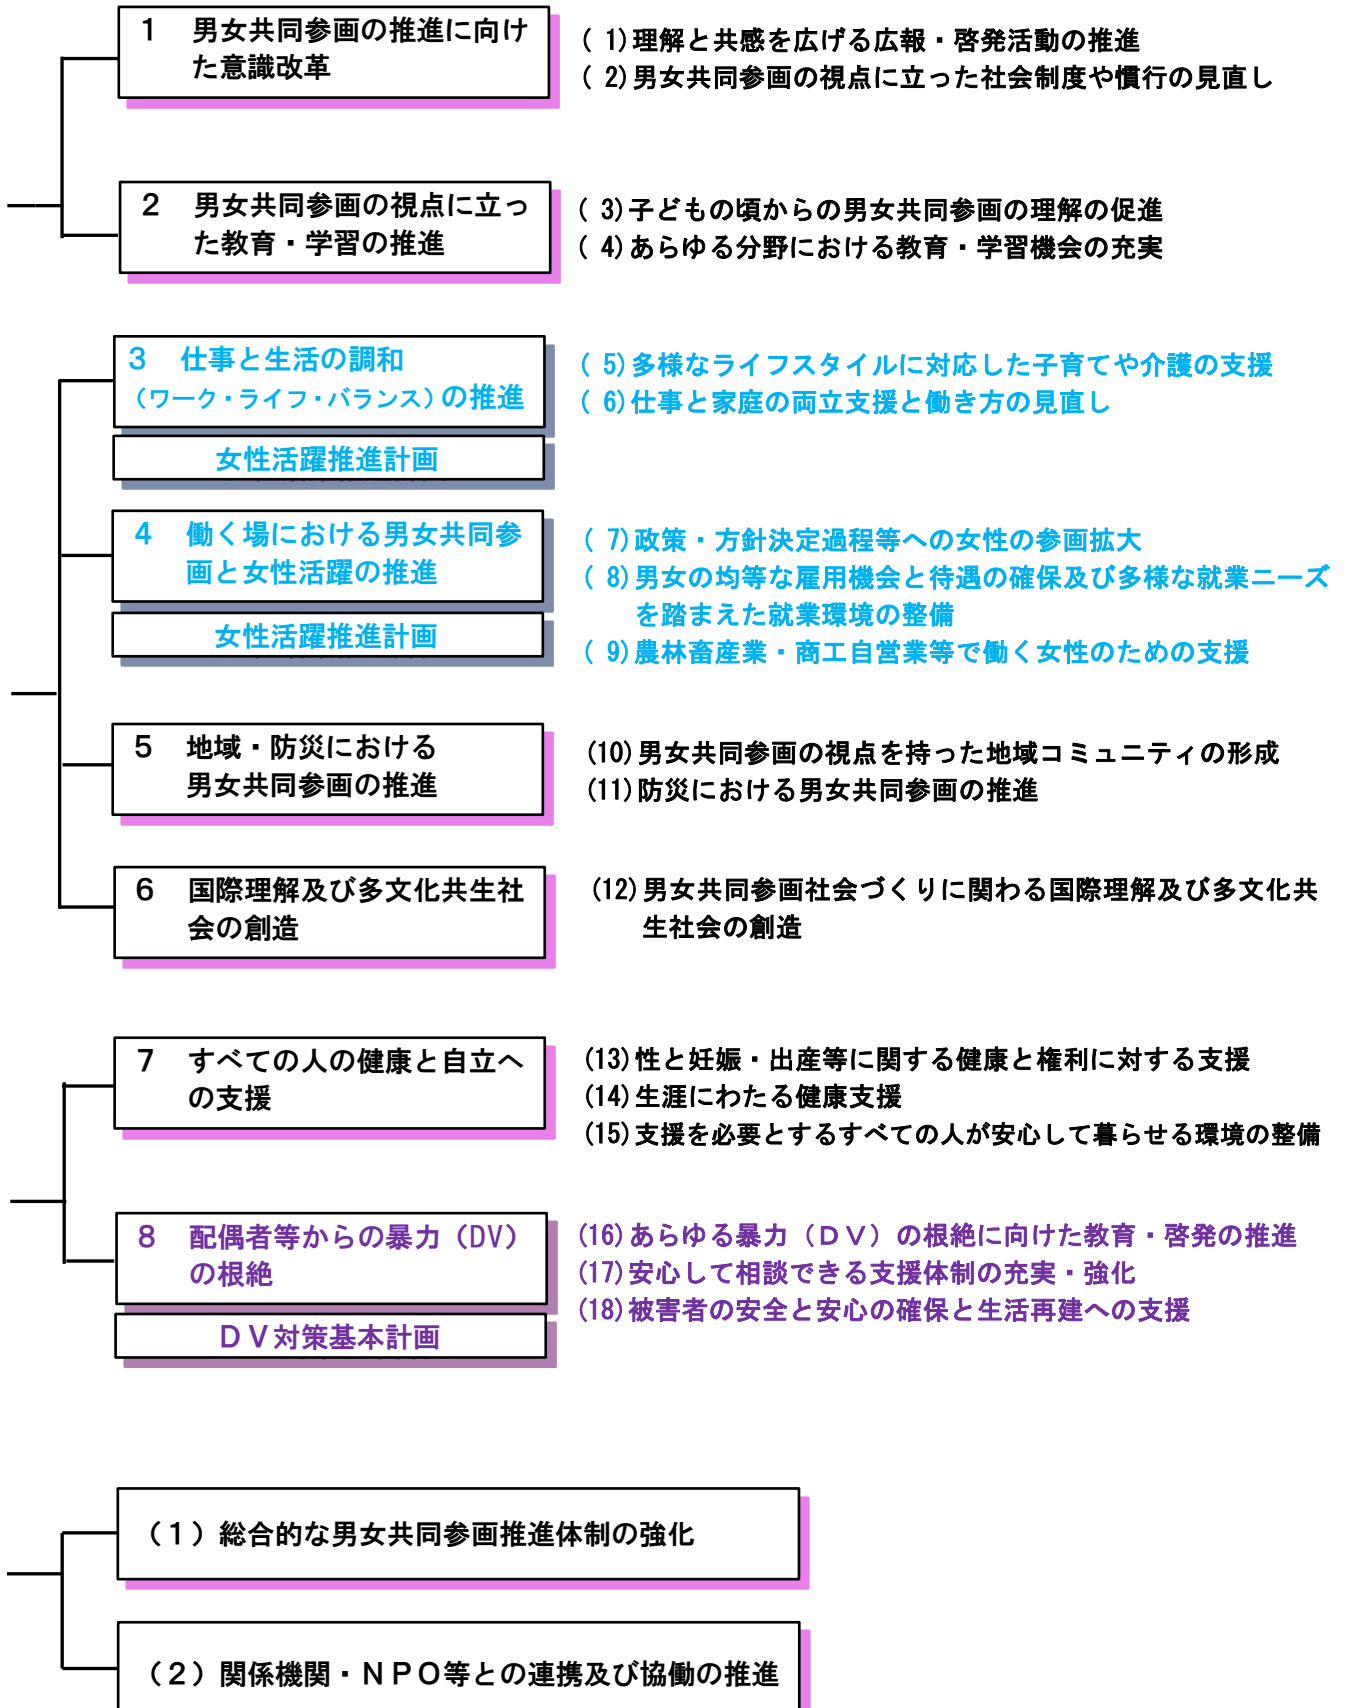 1 男女共同参画の推進に向け
た意識改革
( 1)理解と共感を広げる広報・啓発活動の推進
( 2)男女共同参画の視点に立った社会制度や慣行の見直し
2 男女共同参画の視点に立っ
た教育・学習の推進
( 3)子どもの頃からの男女共同参画の理解の促進
( 4)あらゆる分野における教育・学習機会の充実
3 仕事と生活の調和
(ワーク・ライフ・バランス)の推進
女性活躍推進計画
( 5)多様なライフスタイルに対応した子育てや介護の支援
( 6)仕事と家庭の両立支援と働き方の見直し
4 働く場における男女共同参
画と女性活躍の推進
女性活躍推進計画
( 7)政策・方針決定過程等への女性の参画拡大
( 8)男女の均等な雇用機会と待遇の確保及び多様な就業ニーズ
を踏まえた就業環境の整備
( 9)農林畜産業・商工自営業等で働く女性のための支援
5 地域・防災における
男女共同参画の推進
(10)男女共同参画の視点を持った地域コミュニティの形成
(11)防災における男女共同参画の推進
6 国際理解及び多文化共生社
会の創造
(12)男女共同参画社会づくりに関わる国際理解及び多文化共
生社会の創造
7 すべての人の健康と自立へ
の支援
(13)性と妊娠・出産等に関する健康と権利に対する支援
(14)生涯にわたる健康支援
(15)支援を必要とするすべての人が安心して暮らせる環境の整備
8 配偶者等からの暴力(DV)
の根絶
DV対策基本計画
(16)あらゆる暴力(DV)の根絶に向けた教育・啓発の推進
(17)安心して相談できる支援体制の充実・強化
(18)被害者の安全と安心の確保と生活再建への支援
(1)総合的な男女共同参画推進体制の強化
(2)関係機関・NPO等との連携及び協働の推進